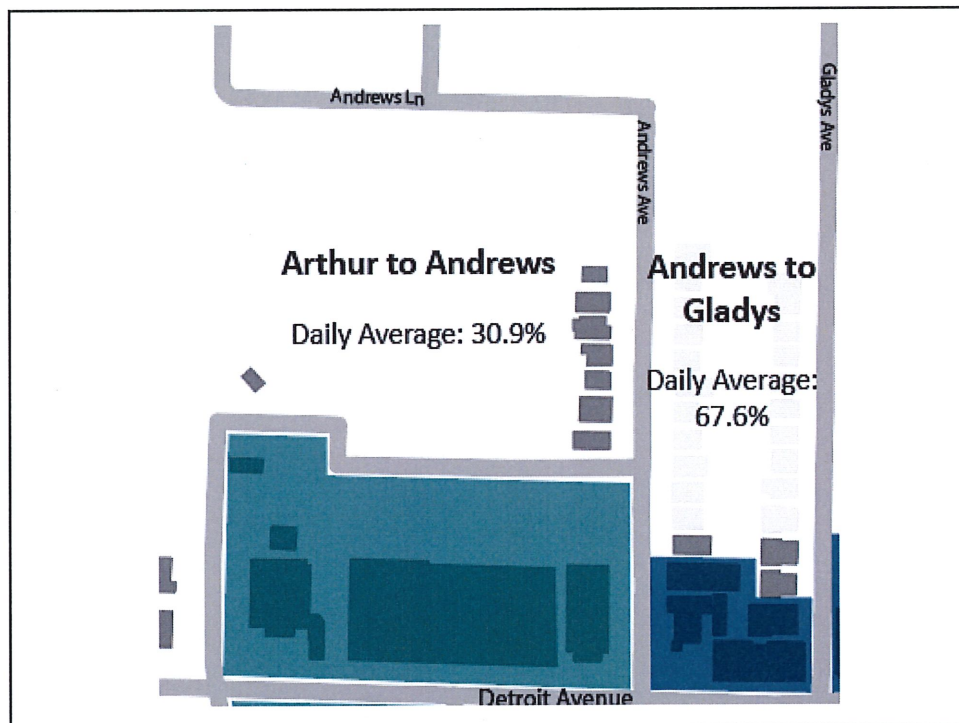 Andrews Ln
Gladys Ave
Andrews Ave
Arthur to Andrews
Daily Average: 30.9%
Andrews to
Gladys
Daily Average:
67.6%
Detroit Avenue